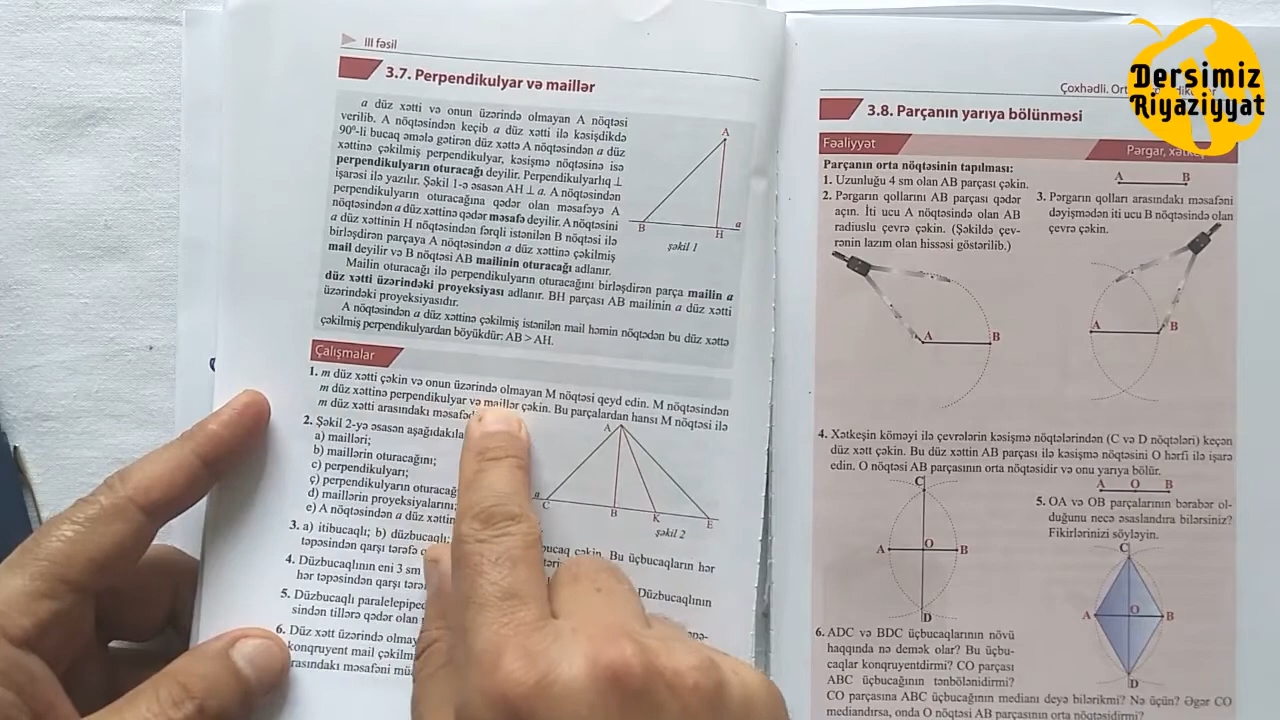 III fəsil
3.7. Perpendikulyar və maillər
a düz xətti və onun üzərində olmayan A nöqtəsi
verilib. A nöqtəsindən keçib a düz xətti ilə kəsişdikdə
90°-li bucaq əmələ gətirən düz xəttə A nöqtəsindən a düz
xəttinə çəkilmiş perpendikulyar, kəsişmə nöqtəsinə isə
perpendikulyarın oturacağı deyilir. Perpendikulyarlıq ⊥
işarəsi ilə yazılır. Şəkil 1-ə əsasən AH ⊥ a. A nöqtəsindən
perpendikulyarın oturacağına qədər olan məsafəyə A
nöqtəsindən a düz xəttinə qədər məsafə deyilir. A nöqtəsini
a düz xəttinin H nöqtəsindən fərqli istənilən B nöqtəsi ilə
birləşdirən parçaya A nöqtəsindən a düz xəttinə çəkilmiş
mail deyilir və B nöqtəsi AB mailinin oturacağı adlanır.
Mailin oturacağı ilə perpendikulyarın oturacağını birləşdirən parça mailin a
düz xətti üzərindəki proyeksiyası adlanır. BH parçası AB mailinin a düz xətti
üzərindəki proyeksiyasıdır.
A nöqtəsindən a düz xəttinə çəkilmiş istənilən mail həmin nöqtədən bu düz xəttə
çəkilmiş perpendikulyardan böyükdür: AB > AH.
A
B
H
a
şəkil 1
Çalışmalar
1. m düz xətti çəkin və onun üzərində olmayan M nöqtəsi qeyd edin. M nöqtəsindən
m düz xəttinə perpendikulyar və maillər çəkin. Bu parçalardan hansı M nöqtəsi ilə
m düz xətti arasındakı
2. Şəkil 2-yə əsasən
a) mailləri;
b) maillərin oturacağını;
c) perpendikulyarı;
ç) perpendikulyarın
d) maillərin proyeksiyalarını;
e) A nöqtəsindən a düz
A
a
C
B
K
E
şəkil 2
3. a) itibucaqlı; b) düzbucaqlı; çəkin. Bu üçbucaqların hər
təpəsindən qarşı tərəfə
4. Düzbucaqlının eni 3 sm Düzbucaqlının
hər təpəsindən qarşı
5. Düzbucaqlı
sindən tillərə qədər olan
6. Düz xətt üzərində
konqruyent mail
arasındakı məsafəni
3.8. Parçanın yarıya bölünməsi
Fəaliyyət
Parçanın orta nöqtəsinin tapılması:
1. Uzunluğu 4 sm olan AB parçası çəkin.
2. Pərgarın qollarını AB parçası qədər
açın. İti ucu A nöqtəsində olan AB
radiuslu çevrə çəkin. (Şəkildə çev-
rənin lazım olan hissəsi göstərilib.)
A B
3. Pərgarın qolları arasındakı məsafəni
dəyişmədən iti ucu B nöqtəsində olan
çevrə çəkin.
A B
A B
4. Xətkeşin köməyi ilə çevrələrin kəsişmə nöqtələrindən (C və D nöqtələri) keçən
düz xətt çəkin. Bu düz xəttin AB parçası ilə kəsişmə nöqtəsini O hərfi ilə işarə
edin. O nöqtəsi AB parçasının orta nöqtəsidir və onu yarıya bölür.
C
A O B
D
A O B
5. OA və OB parçalarının bərabər ol-
duğunu necə əsaslandıra bilərsiniz?
Fikirlərinizi söyləyin.
C
A O B
D
6. ADC və BDC üçbucaqlarının növü
haqqında nə demək olar? Bu üçbu-
caqlar konqruyentdirmi? CO parçası
ABC üçbucağının tənbölənidirmi?
CO parçasına ABC üçbucağının medianı deyə bilərikmi? Nə üçün? Əgər CO
mediandırsa, onda O nöqtəsi AB parçasının orta nöqtəsidirmi?
Dersimiz
Riyaziyyat